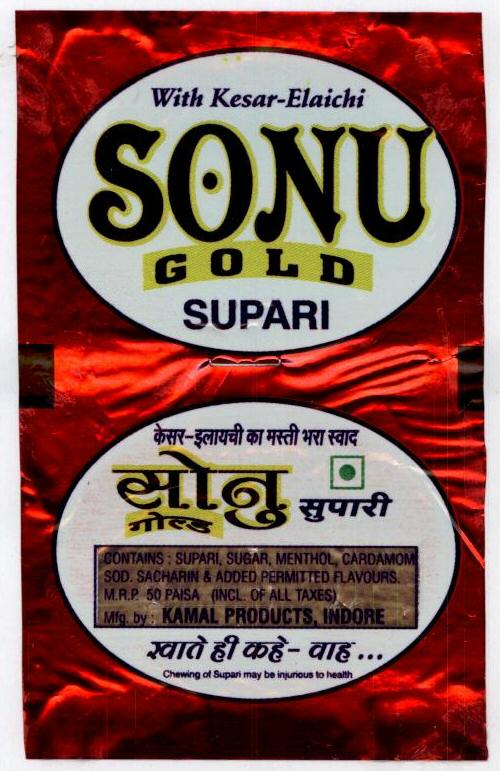 With Kesar-Elaichi
SONU
GOLD
SUPARI
केसर-इलायची का मस्ती भरा स्वाद
सोनु
गोल्ड
सुपारी
CONTAINS : SUPARI, SUGAR, MENTHOL, CARDAMOM
SOD. SACHARIN & ADDED PERMITTED FLAVOURS.
M.R.P. 50 PAISA (INCL. OF ALL TAXES)
Mfg. by : KAMAL PRODUCTS, INDORE
खाते ही कहे- वाह ...
Chewing of Supari may be injurious to health